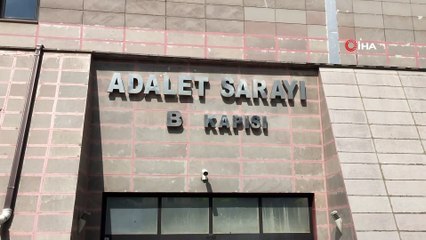 İHA
ADALET SARAYI
B KAPISI